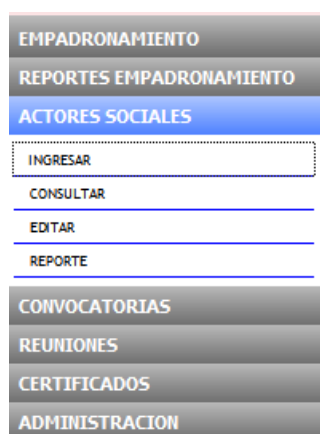 EMPADRONAMIENTO
REPORTES EMPADRONAMIENTO
ACTORES SOCIALES
INGRESAR
CONSULTAR
EDITAR
REPORTE
CONVOCATORIAS
REUNIONES
CERTIFICADOS
ADMINISTRACION